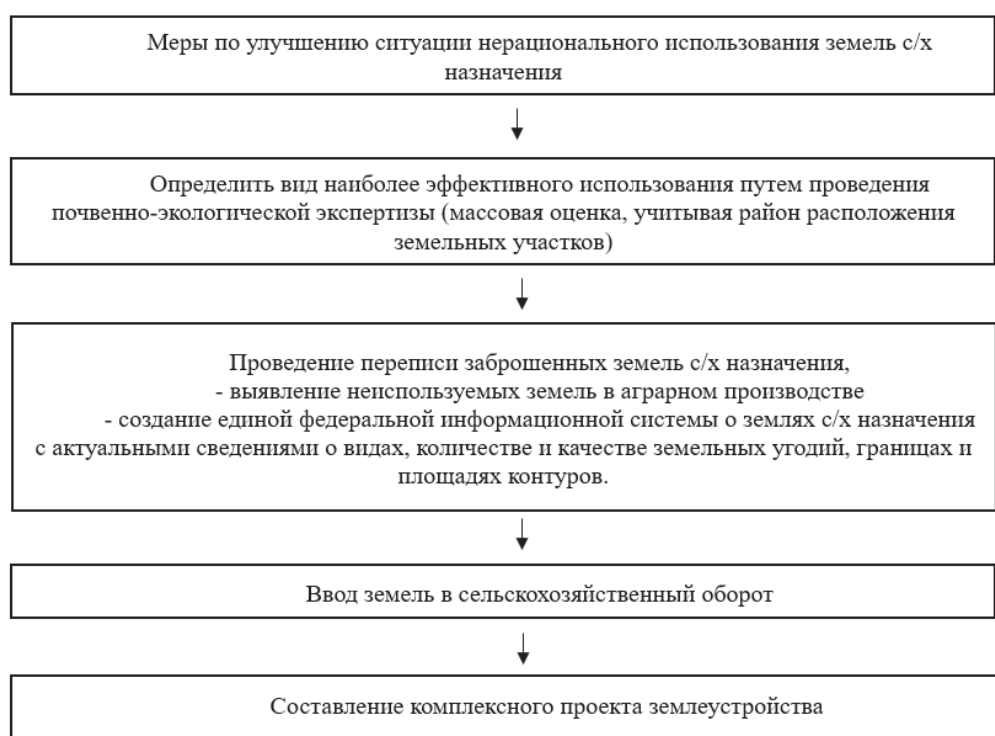 Меры по улучшению ситуации нерационального использования земель с/х
назначения
Определить вид наиболее эффективного использования путем проведения
почвенно-экологической экспертизы (массовая оценка, учитывая район расположения
земельных участков)
Проведение переписи заброшенных земель с/х назначения,
- выявление неиспользуемых земель в аграрном производстве
- создание единой федеральной информационной системы о землях с/х назначения
с актуальными сведениями о видах, количестве и качестве земельных угодий, границах и
площадях контуров.
Ввод земель в сельскохозяйственный оборот
Составление комплексного проекта землеустройства